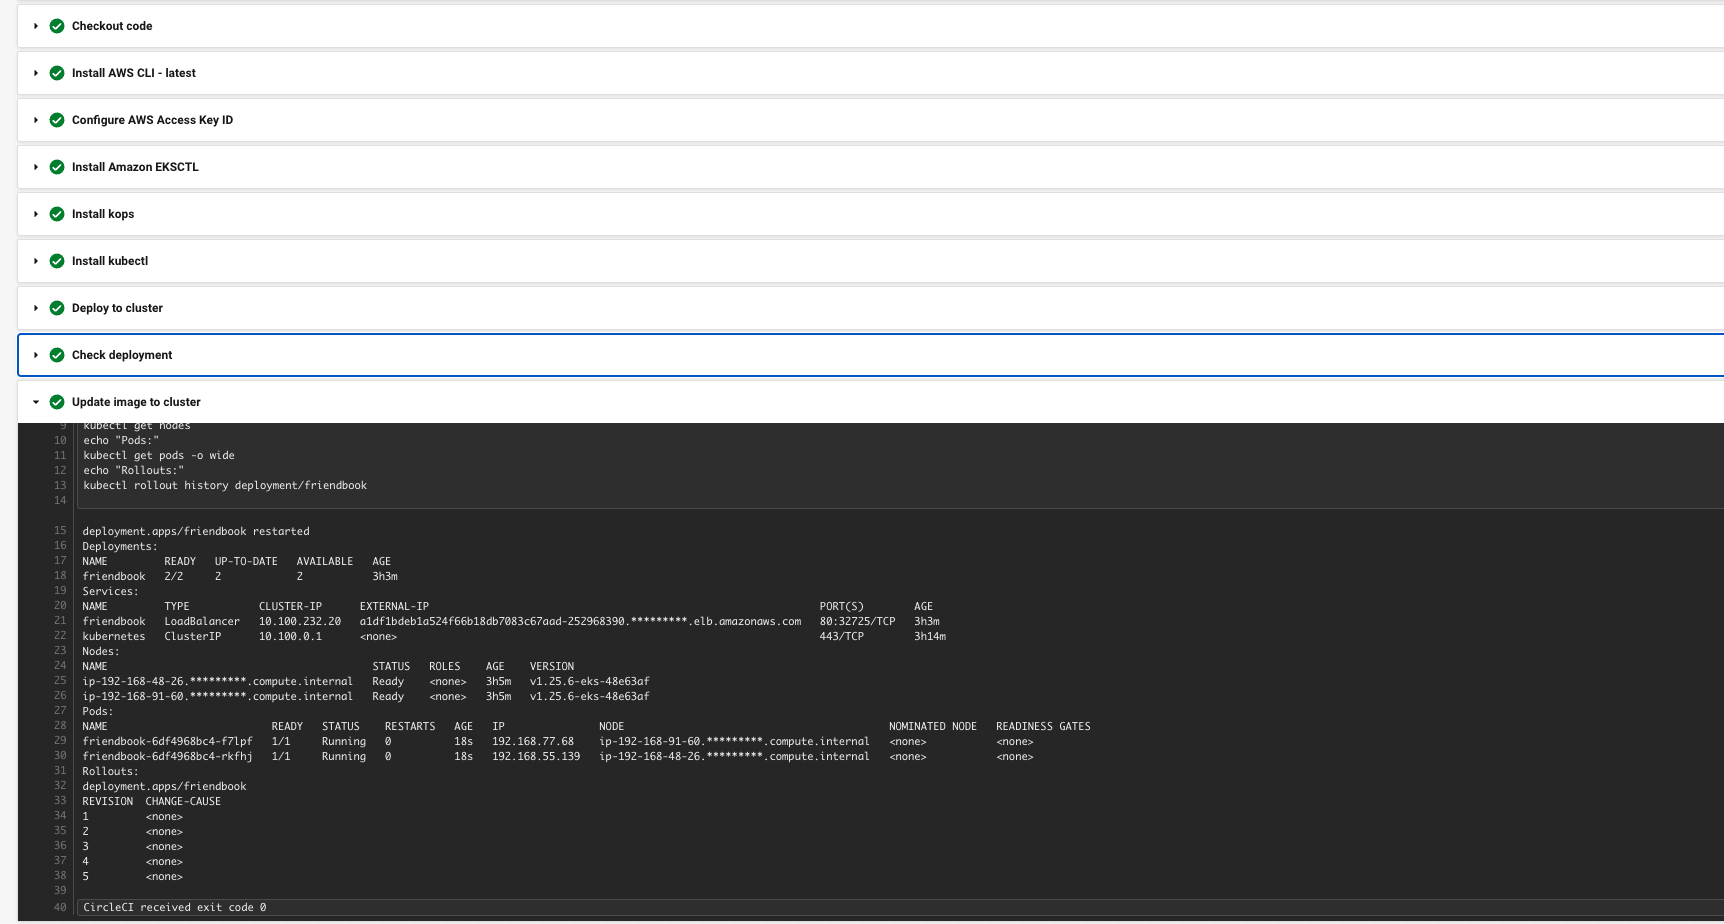 Checkout code
Install AWS CLI - latest
Configure AWS Access Key ID
Install Amazon EKSCTL
Install kops
Install kubectl
Deploy to cluster
Check deployment
Update image to cluster
9 kubectl get nodes
10 echo "Pods:"
11 kubectl get pods -o wide
12 echo "Rollouts:"
13 kubectl rollout history deployment/friendbook
14
15 deployment.apps/friendbook restarted
16 Deployments:
17 NAME READY UP-TO-DATE AVAILABLE AGE
18 friendbook 2/2 2 2 3h3m
19 Services:
20 NAME TYPE CLUSTER-IP EXTERNAL-IP PORT(S) AGE
21 friendbook LoadBalancer 10.100.232.20 a1df1bdeb1a524f66b18db7083c67aad-252968390.*********.elb.amazonaws.com 80:32725/TCP 3h3m
22 kubernetes ClusterIP 10.100.0.1 <none> 443/TCP 3h14m
23 Nodes:
24 NAME STATUS ROLES AGE VERSION
25 ip-192-168-48-26.*********.compute.internal Ready <none> 3h5m v1.25.6-eks-48e63af
26 ip-192-168-91-60.*********.compute.internal Ready <none> 3h5m v1.25.6-eks-48e63af
27 Pods:
28 NAME READY STATUS RESTARTS AGE IP NODE NOMINATED NODE READINESS GATES
29 friendbook-6df4968bc4-f7lpf 1/1 Running 0 18s 192.168.77.68 ip-192-168-91-60.*********.compute.internal <none> <none>
30 friendbook-6df4968bc4-rkfhj 1/1 Running 0 18s 192.168.55.139 ip-192-168-48-26.*********.compute.internal <none> <none>
31 Rollouts:
32 deployment.apps/friendbook
33 REVISION CHANGE-CAUSE
34 1 <none>
35 2 <none>
36 3 <none>
37 4 <none>
38 5 <none>
39
40 CircleCI received exit code 0